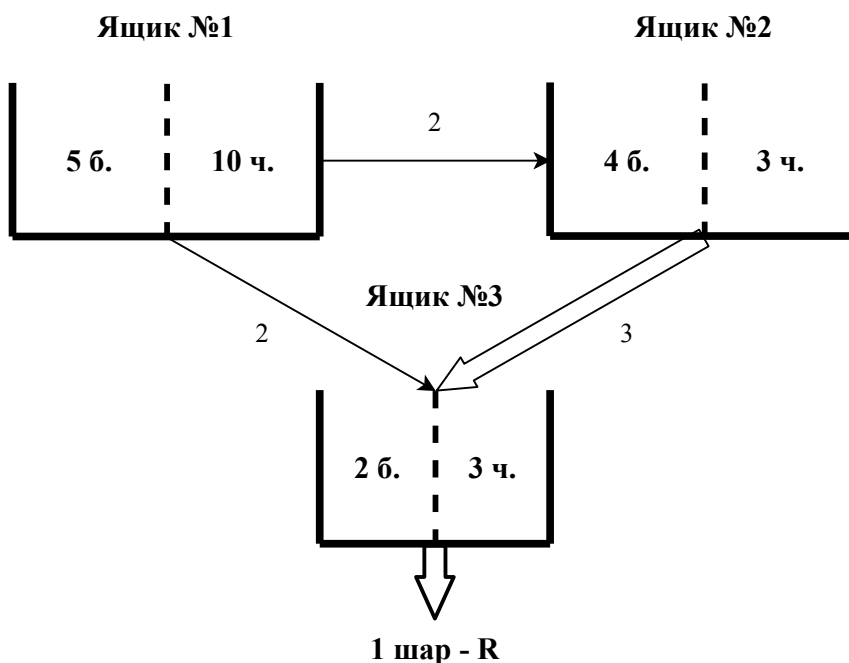 Ящик №1
Ящик №2
2
5 б.
10 ч.
4 б.
3 ч.
Ящик №3
2
3
2 б.
3 ч.
1 шар - R